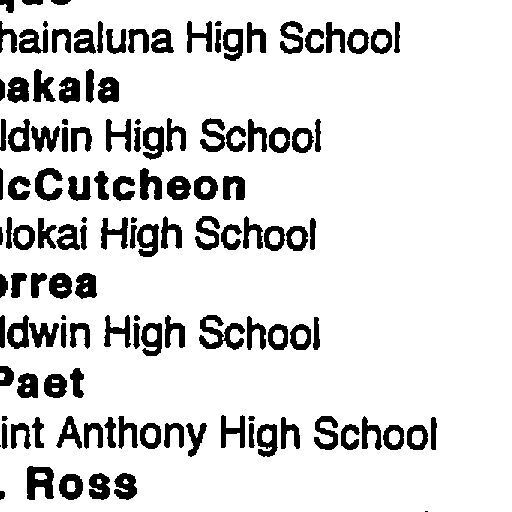 hainaluna High School
akala
ldwin High School
cCutcheon
lokai High School
rrea
ldwin High School
Paet
int Anthony High School
. Ross